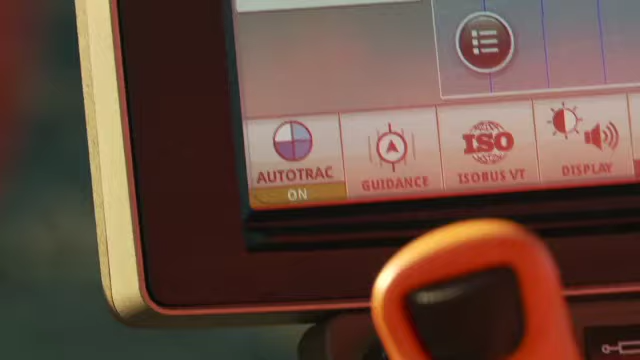 AUTOTRAC
ON
GUIDANCE
ISO
ISOBUS VT
DISPLAY